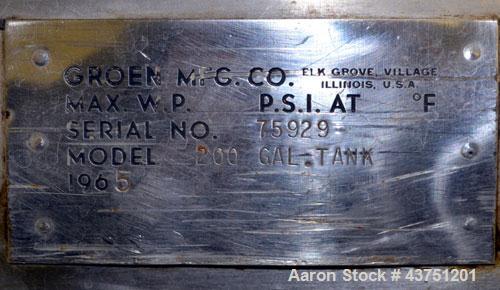 GROEN MFG. CO. ELK GROVE, VILLAGE
ILLINOIS, U.S.A.
MAX. W.P. P.S.I. AT °F
SERIAL NO. 75929
MODEL 200 GAL-TANK
1965
Aaron Stock # 43751201